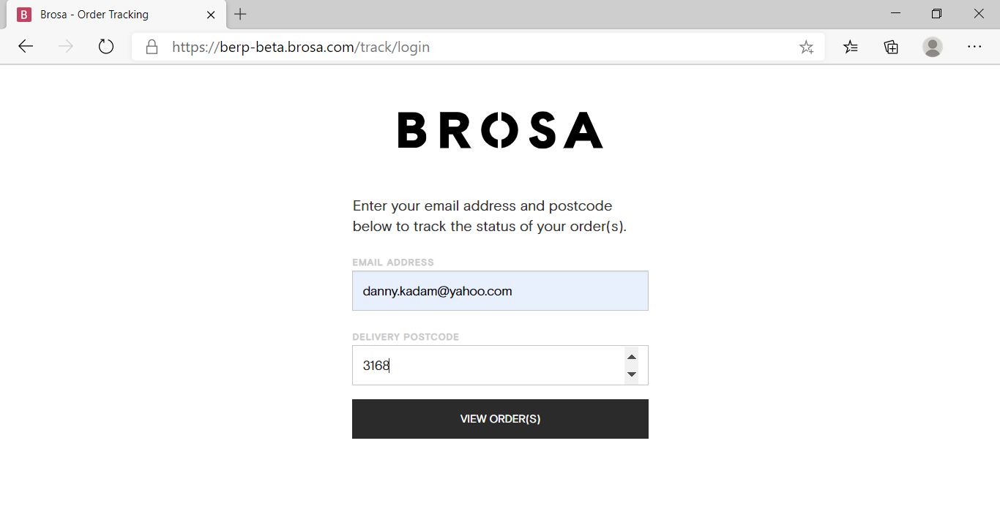 B Brosa - Order Tracking
https://berp-beta.brosa.com/track/login
BROSA
Enter your email address and postcode
below to track the status of your order(s).
EMAIL ADDRESS
danny.kadam@yahoo.com
DELIVERY POSTCODE
3168
VIEW ORDER(S)